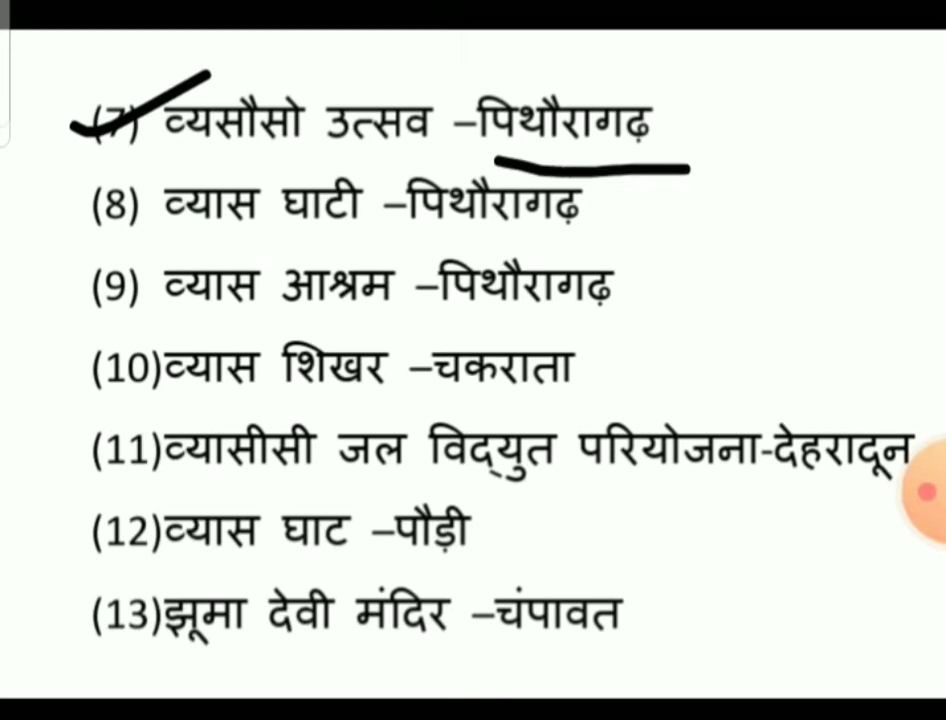 (7) व्यसौसो उत्सव –पिथौरागढ़
(8) व्यास घाटी –पिथौरागढ़
(9) व्यास आश्रम –पिथौरागढ़
(10)व्यास शिखर –चकराता
(11)व्यासीसी जल विद्‌युत परियोजना-देहरादून
(12)व्यास घाट –पौड़ी
(13)झूमा देवी मंदिर –चंपावत